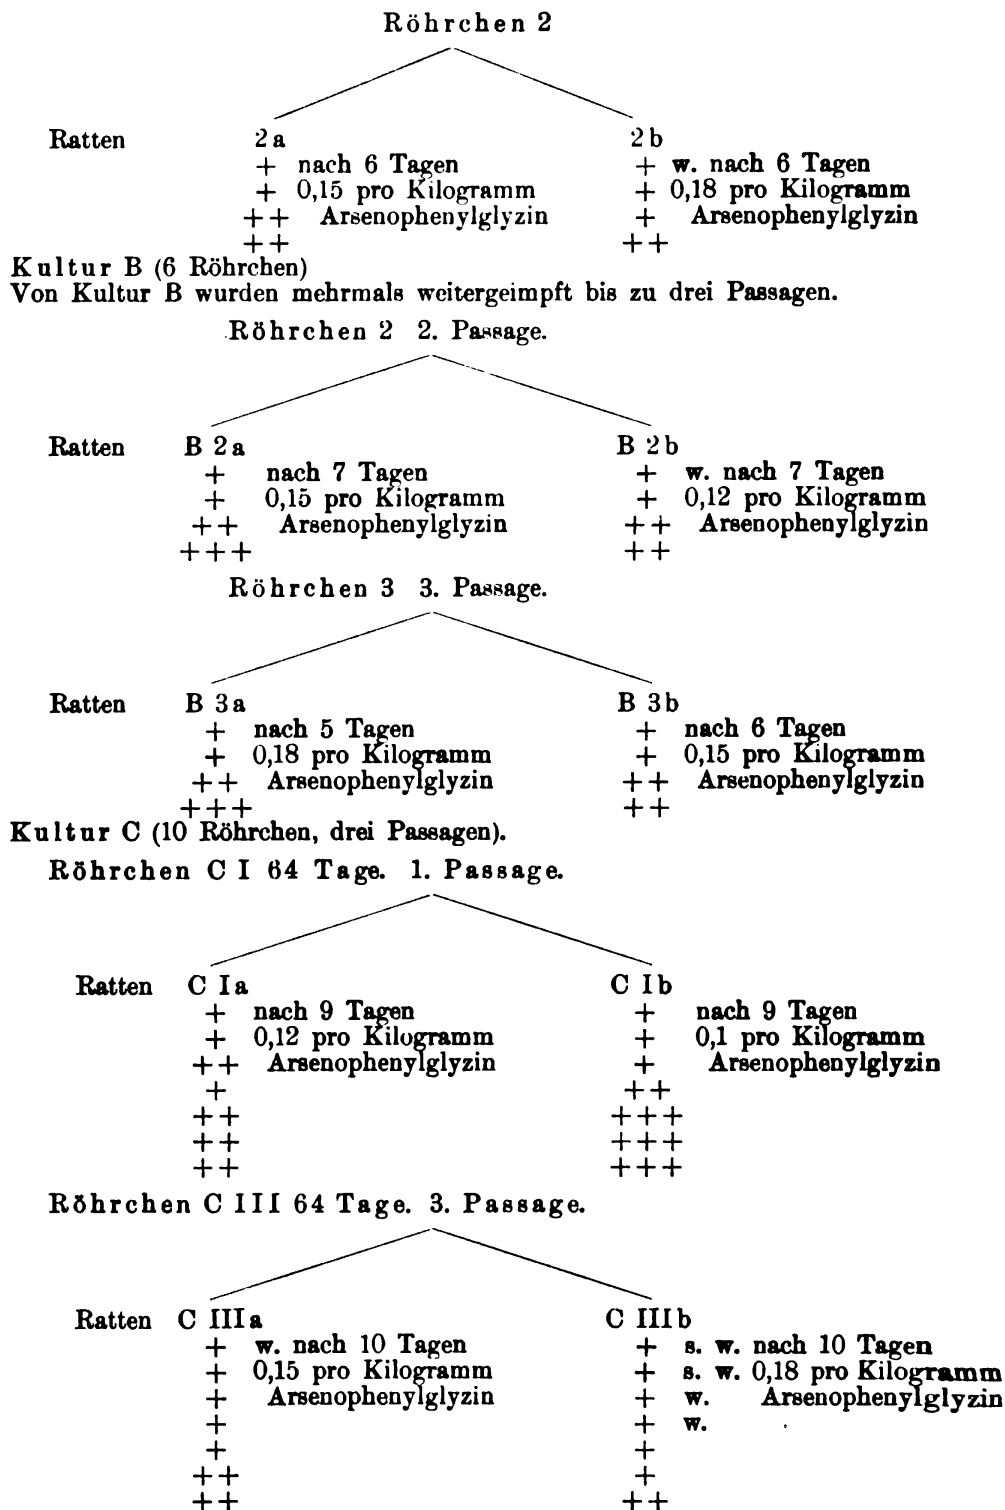 Röhrchen 2
Ratten 2a 2b
+ nach 6 Tagen + w. nach 6 Tagen
+ 0,15 pro Kilogramm + 0,18 pro Kilogramm
++ Arsenophenylglyzin + Arsenophenylglyzin
++ ++
Kultur B (6 Röhrchen)
Von Kultur B wurden mehrmals weitergeimpft bis zu drei Passagen.
Röhrchen 2 2. Passage.
Ratten B 2a B 2b
+ nach 7 Tagen + w. nach 7 Tagen
+ 0,15 pro Kilogramm + 0,12 pro Kilogramm
++ Arsenophenylglyzin ++ Arsenophenylglyzin
+++ ++
Röhrchen 3 3. Passage.
Ratten B 3a B 3b
+ nach 5 Tagen + nach 6 Tagen
+ 0,18 pro Kilogramm + 0,15 pro Kilogramm
++ Arsenophenylglyzin ++ Arsenophenylglyzin
+++ ++
Kultur C (10 Röhrchen, drei Passagen).
Röhrchen C I 64 Tage. 1. Passage.
Ratten C Ia C Ib
+ nach 9 Tagen + nach 9 Tagen
+ 0,12 pro Kilogramm + 0,1 pro Kilogramm
++ Arsenophenylglyzin + Arsenophenylglyzin
+ ++
++ +++
++ +++
++ +++
Röhrchen C III 64 Tage. 3. Passage.
Ratten C IIIa C IIIb
+ w. nach 10 Tagen + s. w. nach 10 Tagen
+ 0,15 pro Kilogramm + s. w. 0,18 pro Kilogramm
+ Arsenophenylglyzin + w. Arsenophenylglyzin
+ + w.
+ +
++ +
++ ++